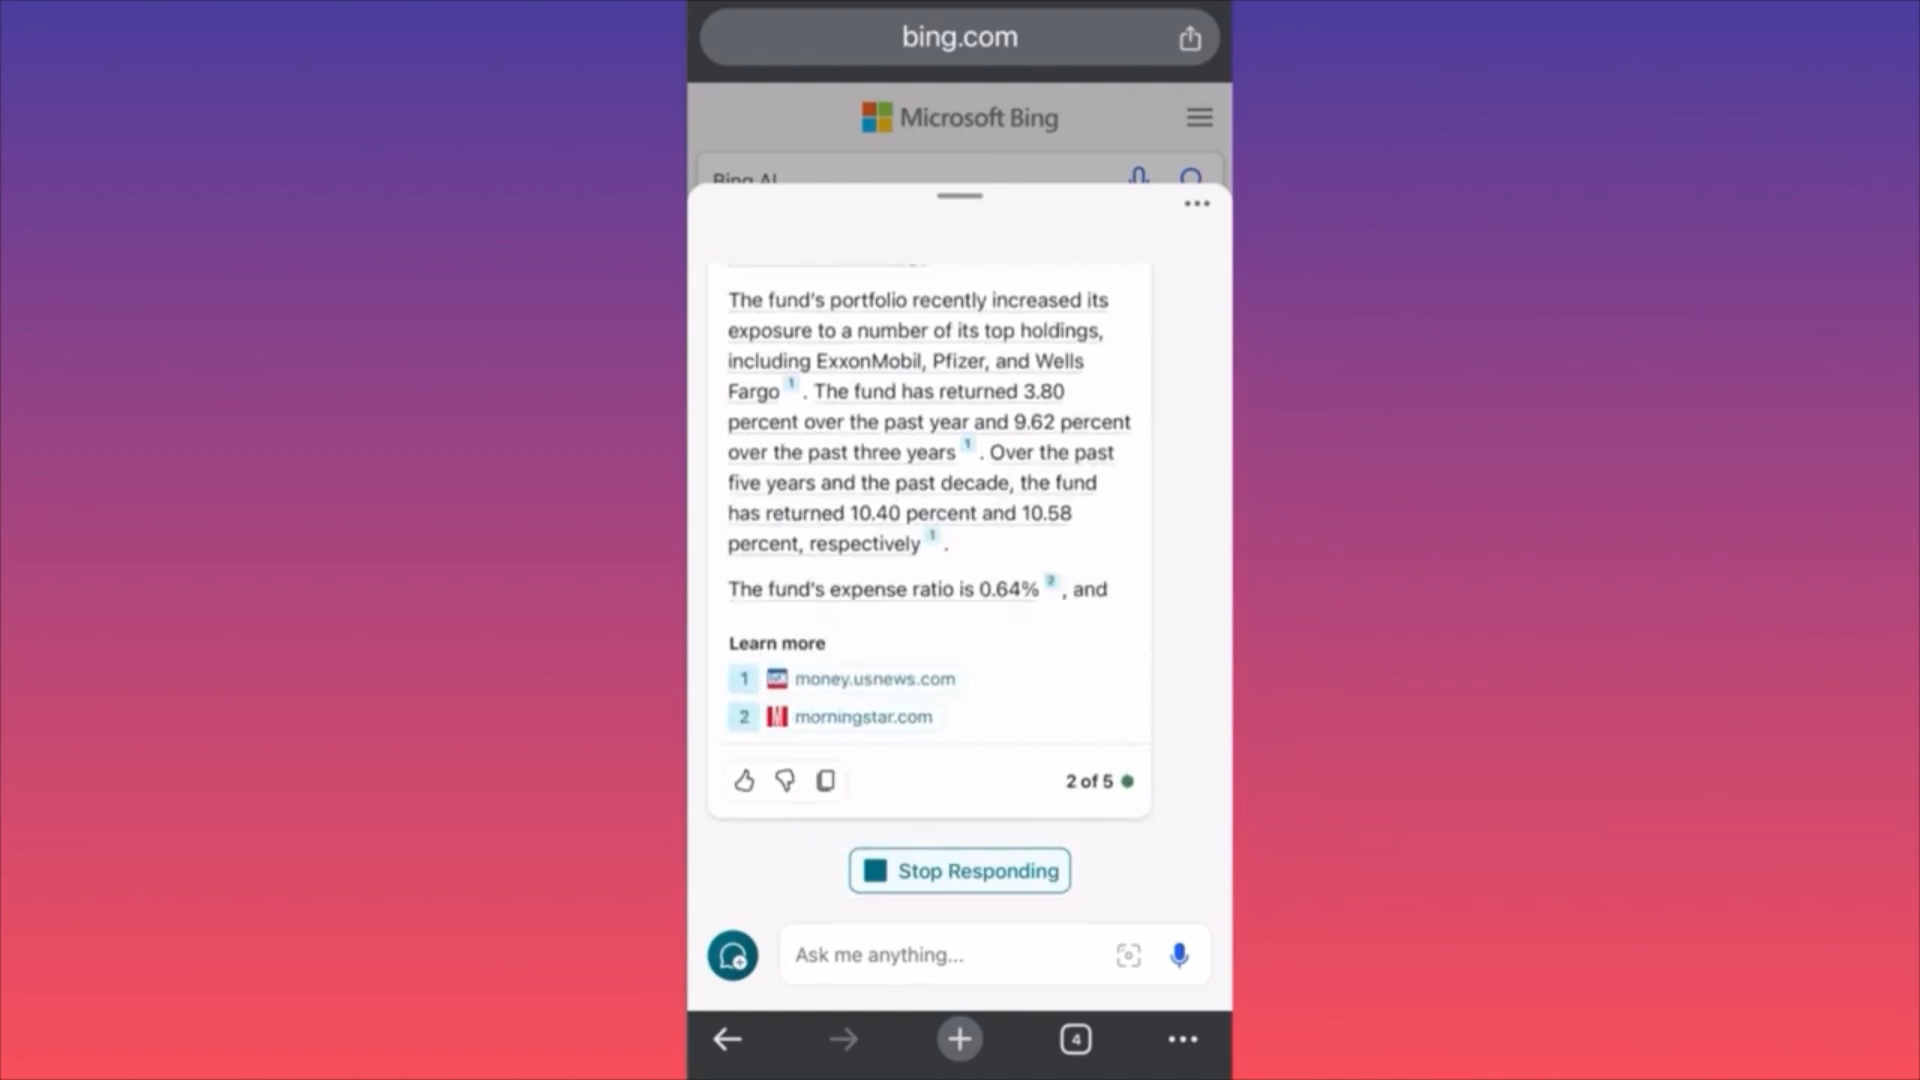 bing.com
Microsoft Bing
Bing AI
The fund's portfolio recently increased its
exposure to a number of its top holdings,
including ExxonMobil, Pfizer, and Wells
Fargo 1 . The fund has returned 3.80
percent over the past year and 9.62 percent
over the past three years 1 . Over the past
five years and the past decade, the fund
has returned 10.40 percent and 10.58
percent, respectively 1 .
The fund's expense ratio is 0.64% 2 , and
Learn more
1 money.usnews.com
2 morningstar.com
2 of 5
Stop Responding
Ask me anything...
4